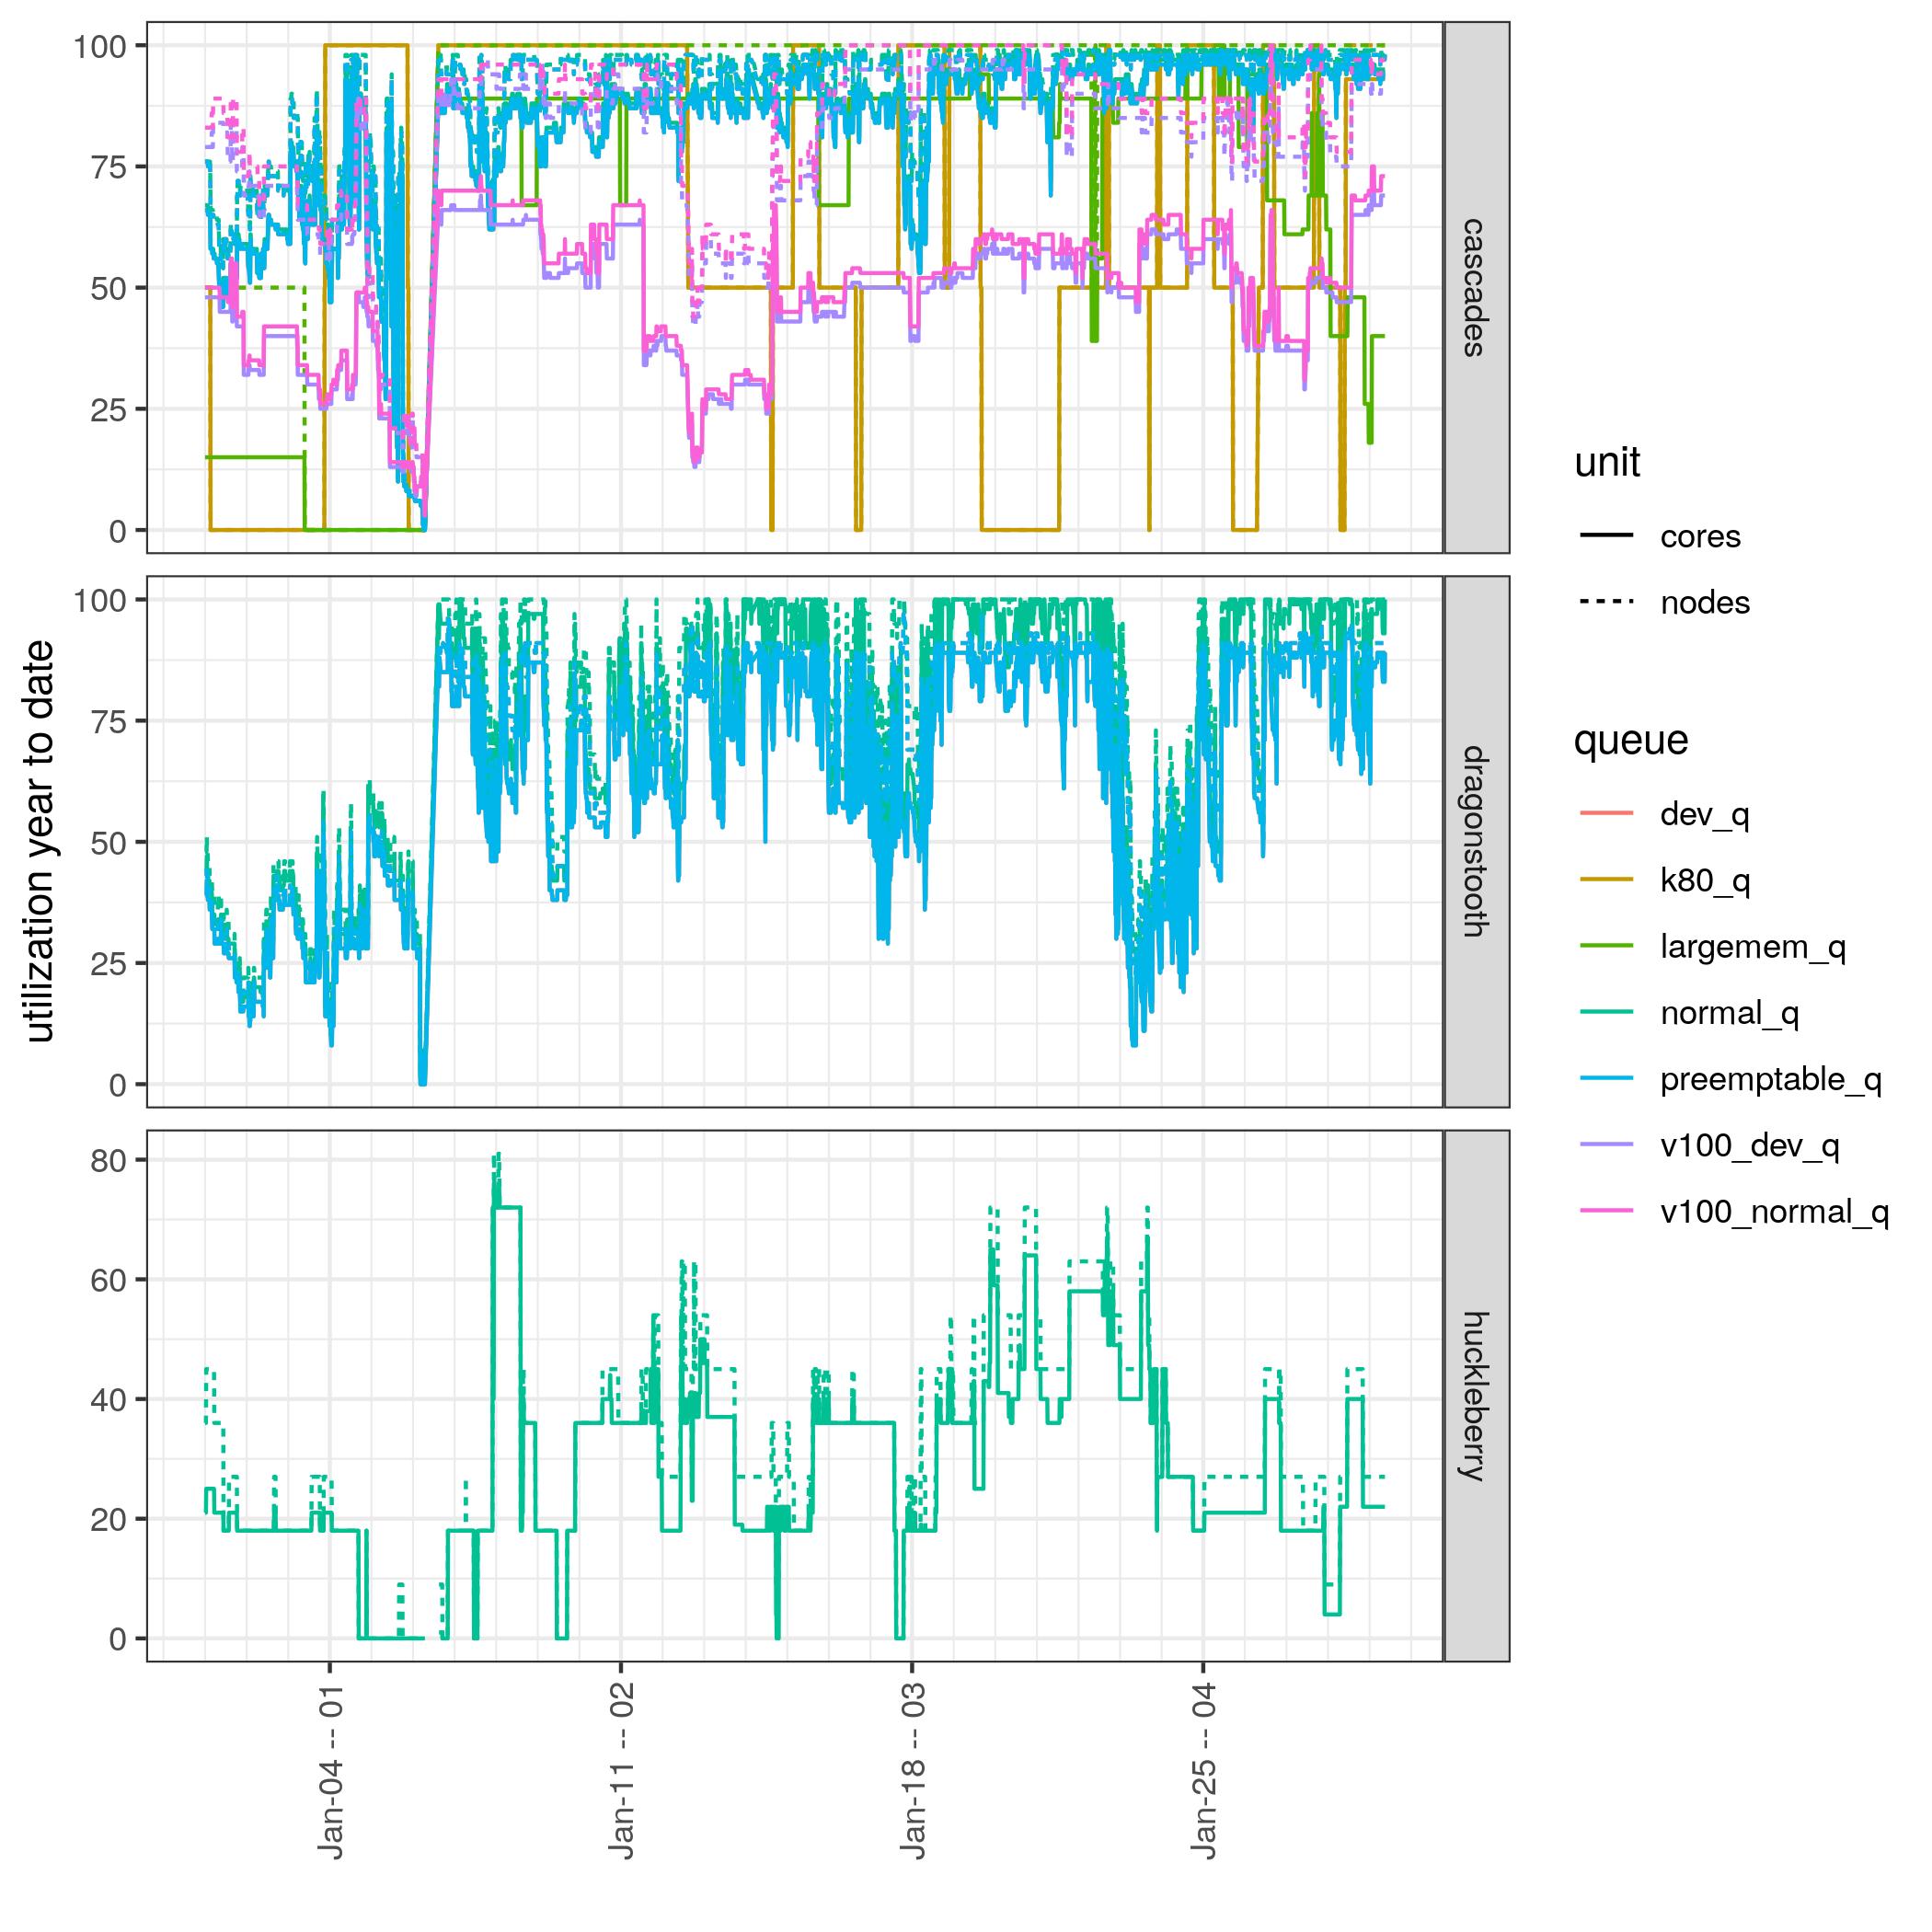 utilization year to date
100
75
50
25
0
cascades
100
75
50
25
0
dragonstooth
80
60
40
20
0
huckleberry
Jan-04 -- 01
Jan-11 -- 02
Jan-18 -- 03
Jan-25 -- 04
unit
cores
nodes
queue
dev_q
k80_q
largemem_q
normal_q
preemptable_q
v100_dev_q
v100_normal_q